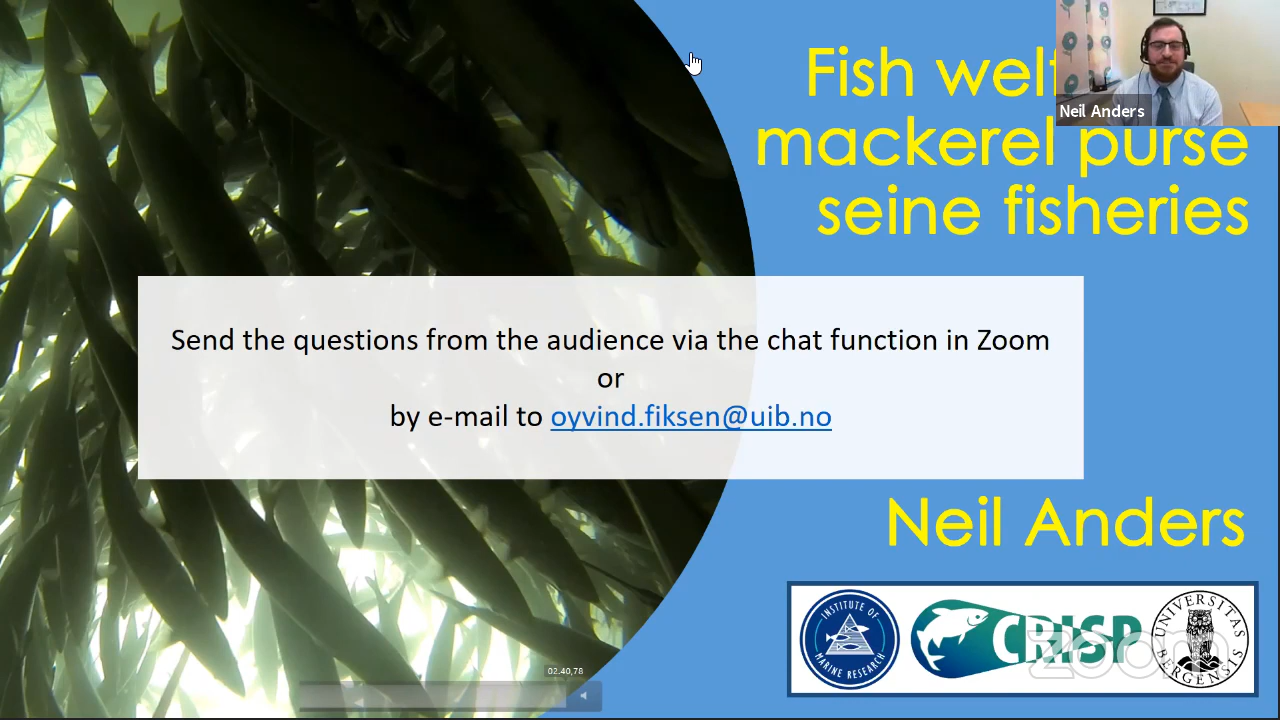 Fish welf
mackerel purse
seine fisheries
Neil Anders
Send the questions from the audience via the chat function in Zoom
or
by e-mail to oyvind.fiksen@uib.no
Neil Anders
INSTITUTE OF
MARINE RESEARCH
CRISP
UNIVERSITAS
BERGENSIS
zoom
02.40,78